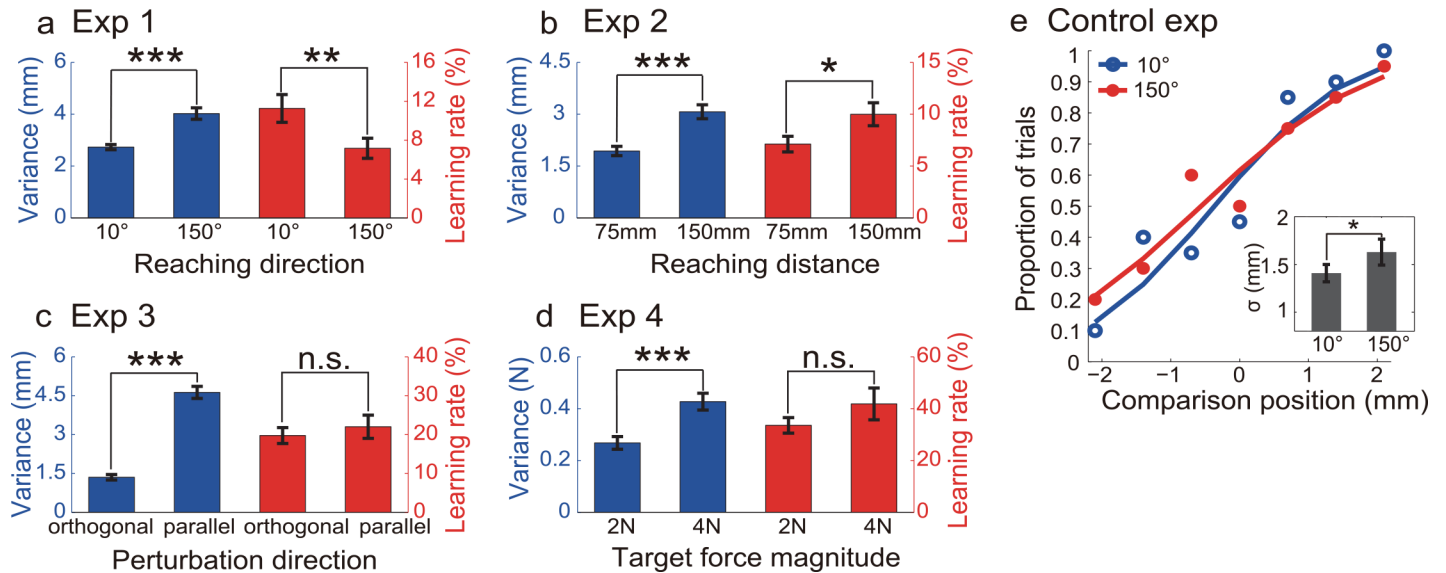 a Exp 1
Variance (mm)
6
4
2
0
***
**
16
12
8
4
0
Learning rate (%)
10° 150° 10° 150°
Reaching direction
b Exp 2
Variance (mm)
4.5
3
1.5
0
***
*
15
10
5
0
Learning rate (%)
75mm 150mm 75mm 150mm
Reaching distance
c Exp 3
Variance (mm)
6
4.5
3
1.5
0
***
n.s.
40
30
20
10
0
Learning rate (%)
orthogonal parallel orthogonal parallel
Perturbation direction
d Exp 4
Variance (N)
0.6
0.4
0.2
0
***
n.s.
60
40
20
0
Learning rate (%)
2N 4N 2N 4N
Target force magnitude
e Control exp
Proportion of trials
1
0.9
0.8
0.7
0.6
0.5
0.4
0.3
0.2
0.1
0
10°
150°
−2 −1 0 1 2
Comparison position (mm)
σ (mm)
2
1.5
1
*
10° 150°